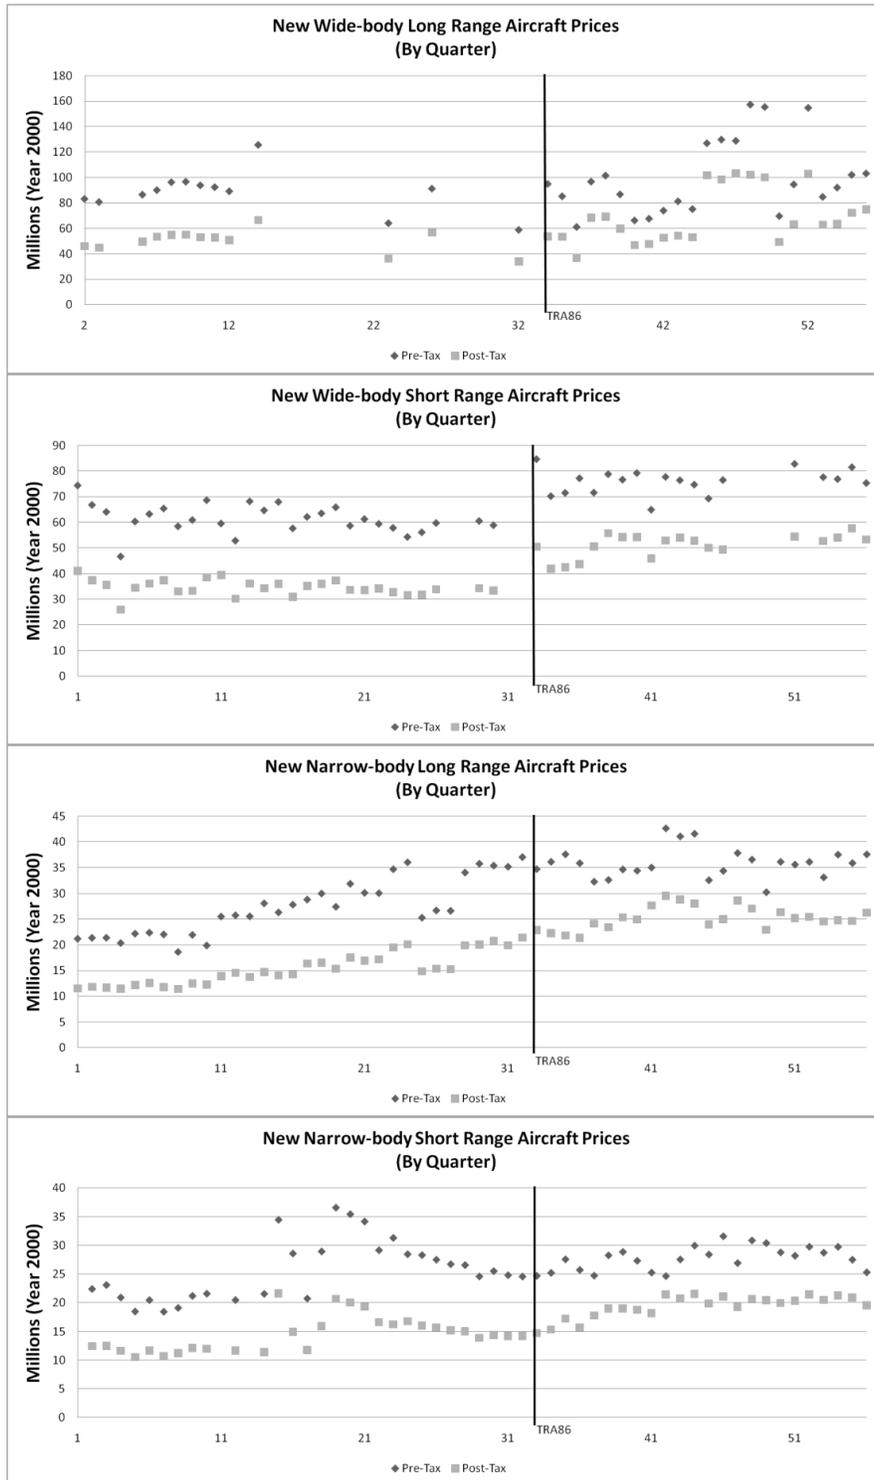 New Wide-body Long Range Aircraft Prices
(By Quarter)
Millions (Year 2000)
180
160
140
120
100
80
60
40
20
0
2 12 22 32 42 52
TRA86
Pre-Tax Post-Tax
New Wide-body Short Range Aircraft Prices
(By Quarter)
Millions (Year 2000)
90
80
70
60
50
40
30
20
10
0
1 11 21 31 41 51
TRA86
Pre-Tax Post-Tax
New Narrow-body Long Range Aircraft Prices
(By Quarter)
Millions (Year 2000)
45
40
35
30
25
20
15
10
5
0
1 11 21 31 41 51
TRA86
Pre-Tax Post-Tax
New Narrow-body Short Range Aircraft Prices
(By Quarter)
Millions (Year 2000)
40
35
30
25
20
15
10
5
0
1 11 21 31 41 51
TRA86
Pre-Tax Post-Tax